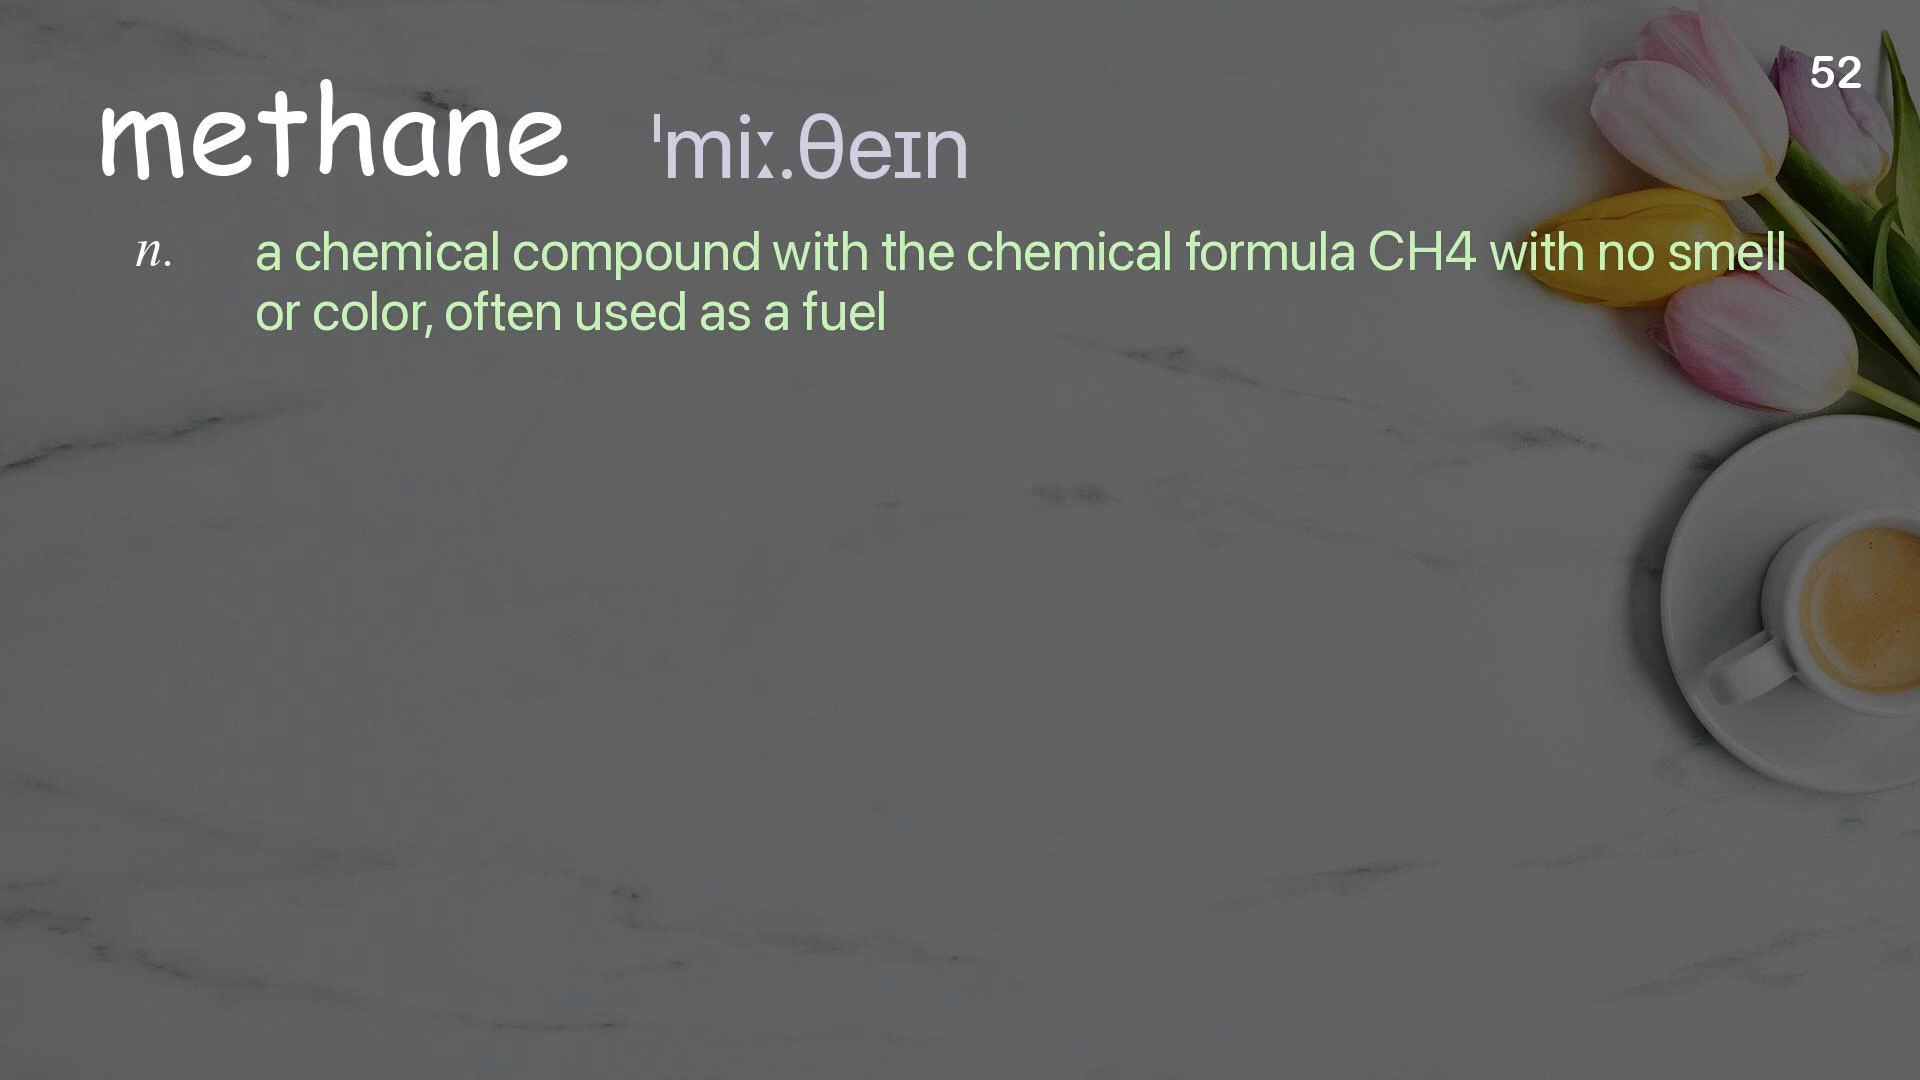 52
methane ˈmiː.θeɪn
n. a chemical compound with the chemical formula CH4 with no smell
or color, often used as a fuel